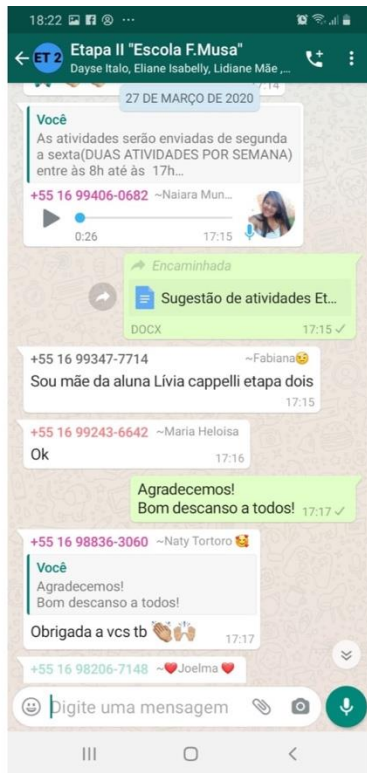 18:22
Etapa II "Escola F.Musa"
Dayse Italo, Eliane Isabelly, Lidiane Mãe ,...
17:14
27 DE MARÇO DE 2020
Você
As atividades serão enviadas de segunda
a sexta(DUAS ATIVIDADES POR SEMANA)
entre às 8h até às 17h...
+55 16 99406-0682 ~Naiara Mun...
0:26 17:15
Encaminhada
Sugestão de atividades Et...
DOCX 17:15
+55 16 99347-7714 ~Fabiana😉
Sou mãe da aluna Lívia cappelli etapa dois
17:15
+55 16 99243-6642 ~Maria Heloisa
Ok 17:16
Agradecemos!
Bom descanso a todos! 17:17
+55 16 98836-3060 ~Naty Tortoro 🥰
Você
Agradecemos!
Bom descanso a todos!
Obrigada a vcs tb 👏🏽🙌🏽 17:17
+55 16 98206-7148 ~❤️Joelma ❤️
Digite uma mensagem